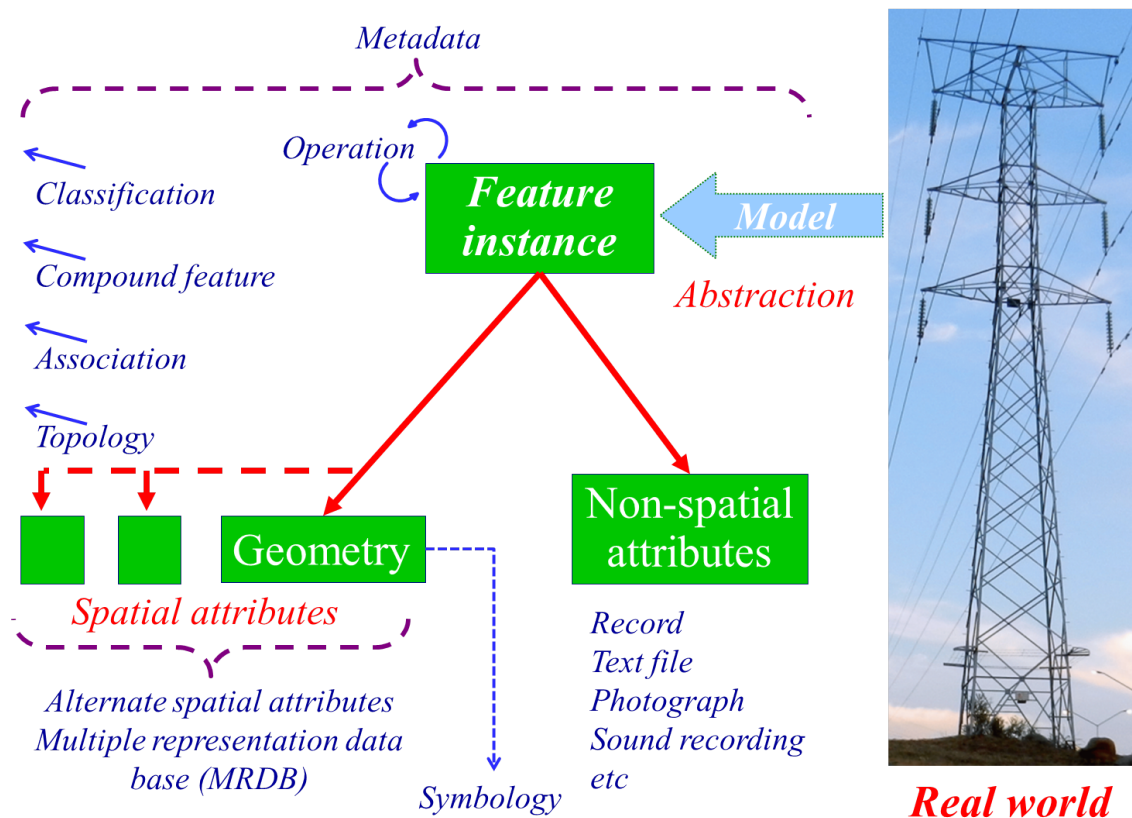 Metadata
Operation
Classification
Feature
instance
Model
Compound feature
Abstraction
Association
Topology
Geometry
Non-spatial
attributes
Spatial attributes
Record
Text file
Photograph
Sound recording
etc
Alternate spatial attributes
Multiple representation data
base (MRDB)
Symbology
Real world